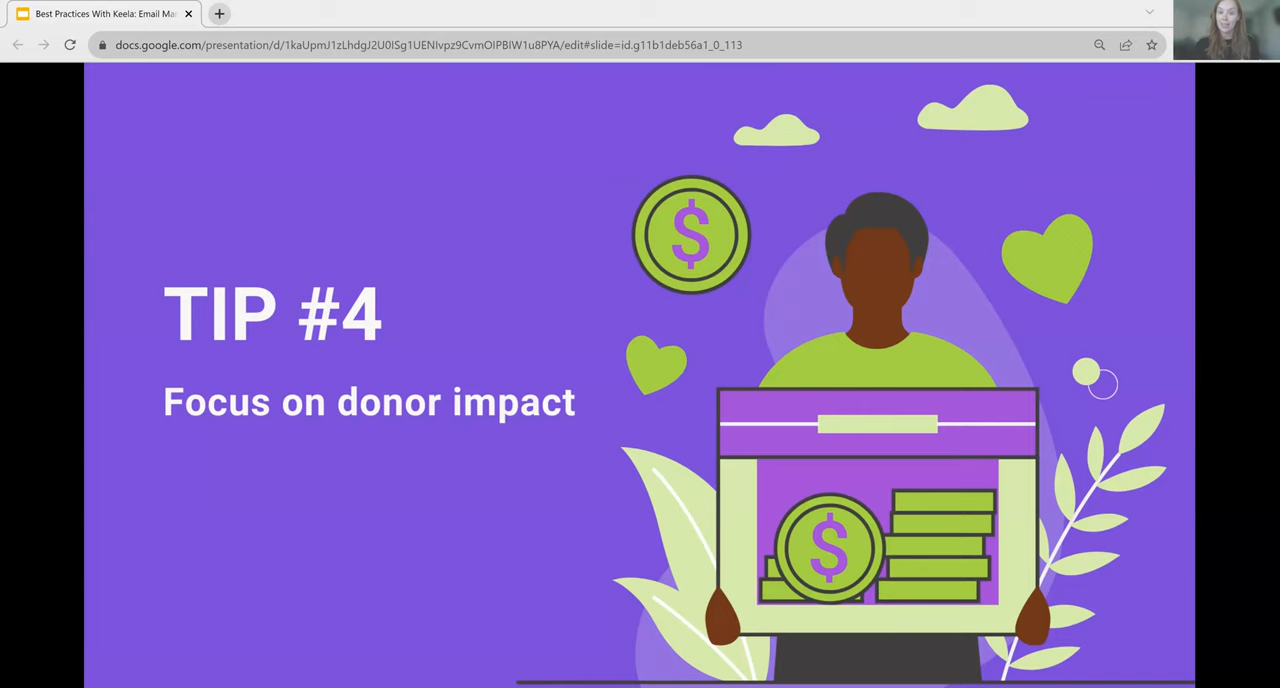 Best Practices With Keela: Email Ma
docs.google.com/presentation/d/1kaUpmJ1zLhdgJ2U0ISg1UENIvpz9CvmOIPBIW1u8PYA/edit#slide=id.g11b1deb56a1_0_113
$
TIP #4
Focus on donor impact
$